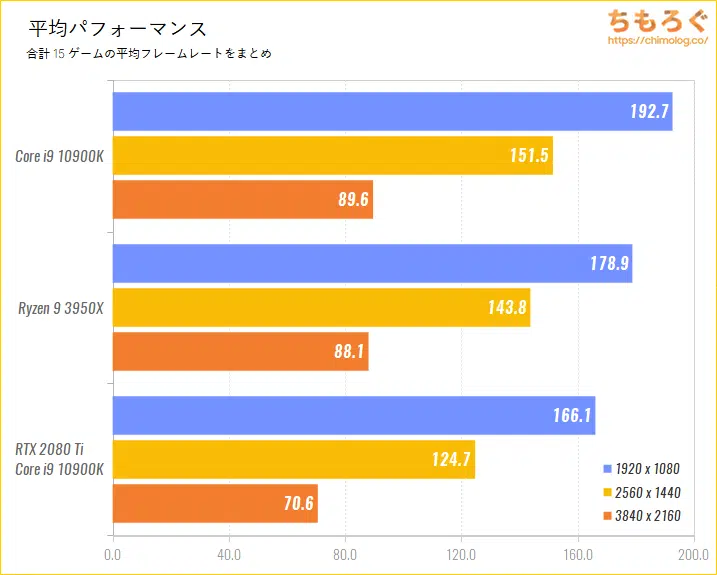 平均パフォーマンス
合計 15 ゲームの平均フレームレートをまとめ
ちもろぐ
https://chimolog.co/
Core i9 10900K
192.7
151.5
89.6
Ryzen 9 3950X
178.9
143.8
88.1
RTX 2080 Ti
Core i9 10900K
166.1
124.7
70.6
1920 x 1080
2560 x 1440
3840 x 2160
0.0 40.0 80.0 120.0 160.0 200.0